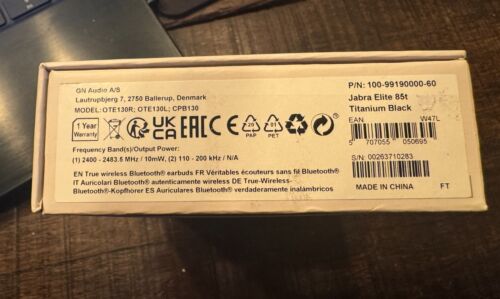 GN Audio A/S
Lautrupbjerg 7, 2750 Ballerup, Denmark
MODEL: OTE130R; OTE130L; CPB130
1 Year
Warranty
UK
CA
EAC
CE
PAP
PET
Frequency Band(s)/Output Power:
(1) 2400 - 2483.5 MHz / 10mW, (2) 110 - 200 kHz / N/A
EN True wireless Bluetooth® earbuds FR Véritables écouteurs sans fil Bluetooth®
IT Auricolari Bluetooth® autenticamente wireless DE True-Wireless-
Bluetooth®-Kopfhörer ES Auriculares Bluetooth® verdaderamente inalámbricos
P/N: 100-99190000-60
Jabra Elite 85t
Titanium Black
EAN
W47L
5 707055 050695
S/N: 00263710283
MADE IN CHINA
FT